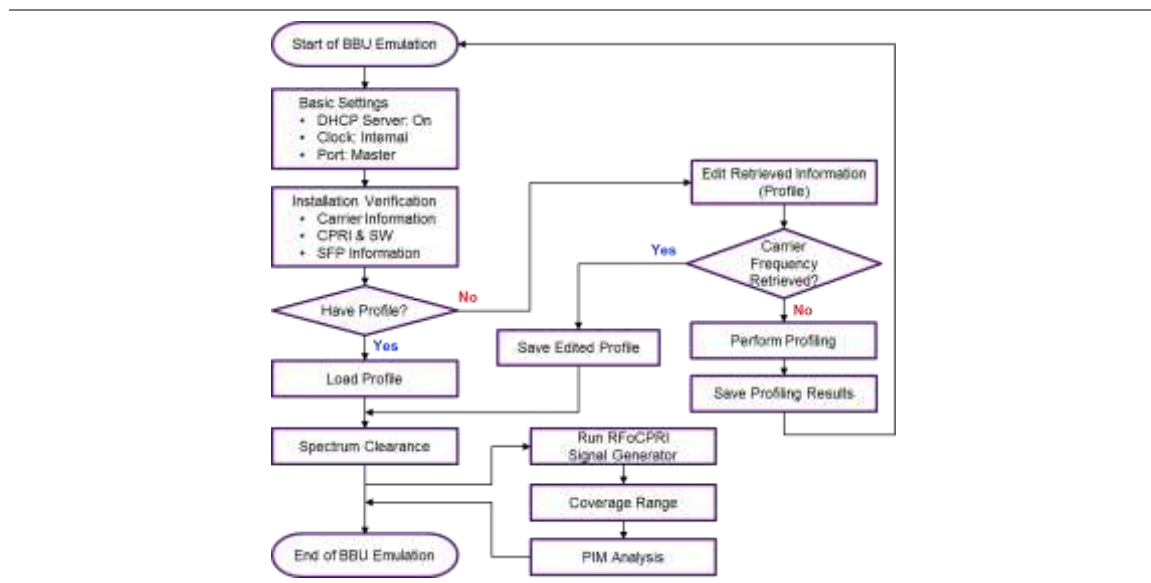 Start of BBU Emulation
Basic Settings
• DHCP Server: On
• Clock: Internal
• Port: Master
Installation Verification
• Carrier Information
• CPRI & SW
• SFP Information
Have Profile?
No
Yes
Load Profile
Spectrum Clearance
End of BBU Emulation
Edit Retrieved Information
(Profile)
Carrier
Frequency
Retrieved?
Yes
No
Save Edited Profile
Perform Profiling
Save Profiling Results
Run RFoCPRI
Signal Generator
Coverage Range
PIM Analysis